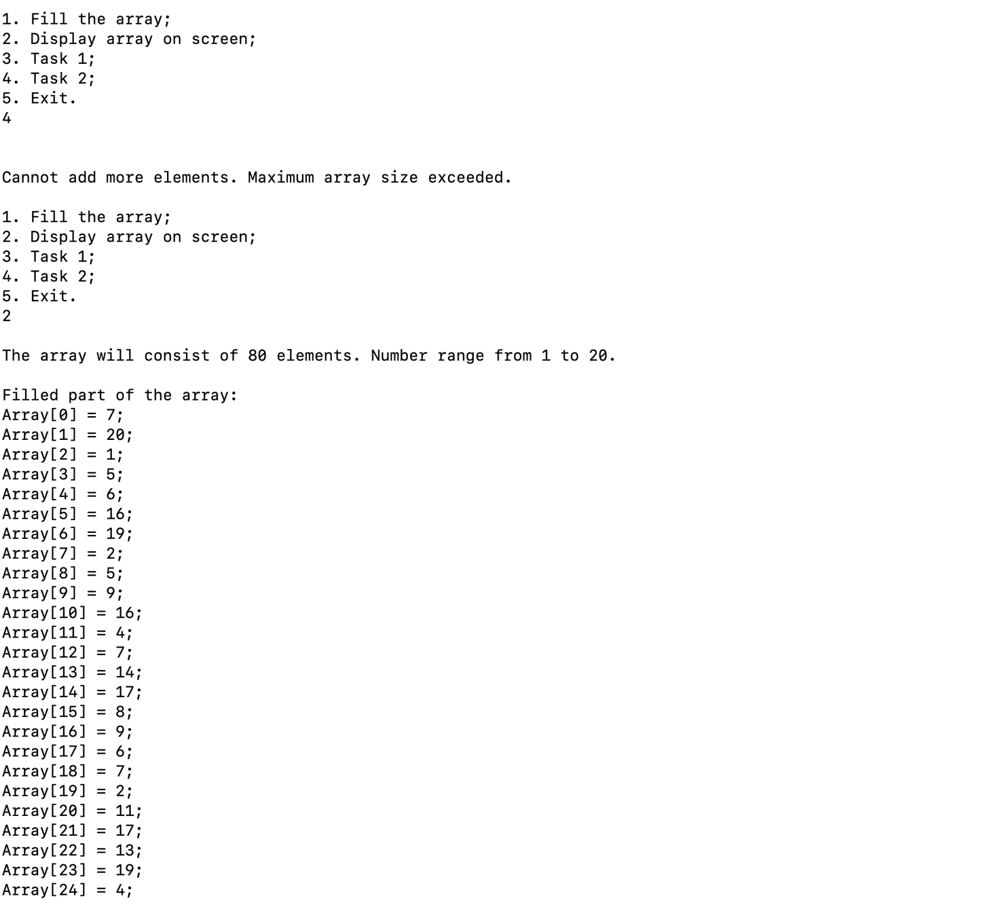 1. Fill the array;
2. Display array on screen;
3. Task 1;
4. Task 2;
5. Exit.
4
Cannot add more elements. Maximum array size exceeded.
1. Fill the array;
2. Display array on screen;
3. Task 1;
4. Task 2;
5. Exit.
2
The array will consist of 80 elements. Number range from 1 to 20.
Filled part of the array:
Array[0] = 7;
Array[1] = 20;
Array[2] = 1;
Array[3] = 5;
Array[4] = 6;
Array[5] = 16;
Array[6] = 19;
Array[7] = 2;
Array[8] = 5;
Array[9] = 9;
Array[10] = 16;
Array[11] = 4;
Array[12] = 7;
Array[13] = 14;
Array[14] = 17;
Array[15] = 8;
Array[16] = 9;
Array[17] = 6;
Array[18] = 7;
Array[19] = 2;
Array[20] = 11;
Array[21] = 17;
Array[22] = 13;
Array[23] = 19;
Array[24] = 4;